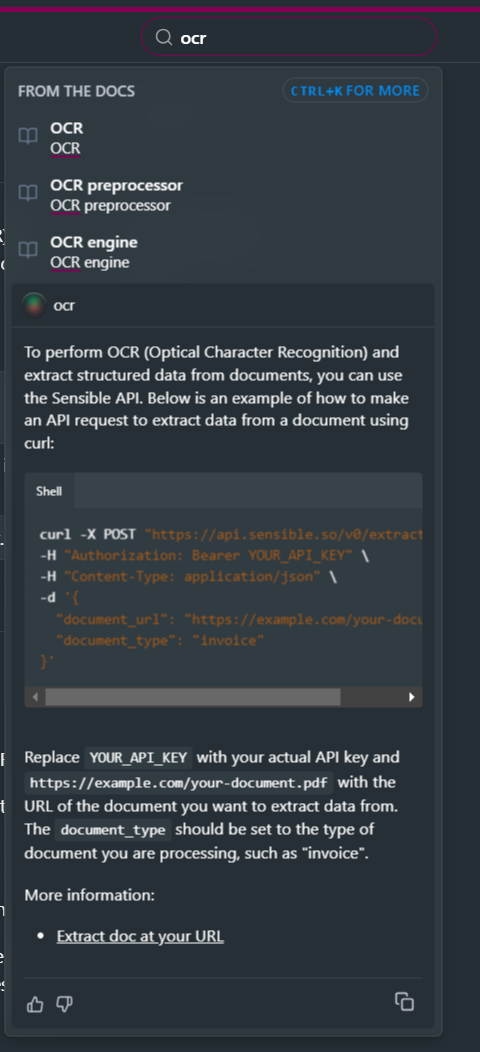 ocr
FROM THE DOCS
CTRL+K FOR MORE
OCR
OCR
OCR preprocessor
OCR preprocessor
OCR engine
OCR engine
ocr
To perform OCR (Optical Character Recognition) and
extract structured data from documents, you can use
the Sensible API. Below is an example of how to make
an API request to extract data from a document using
curl:
Shell
curl -X POST "https://api.sensible.so/v0/extract
-H "Authorization: Bearer YOUR_API_KEY" \
-H "Content-Type: application/json" \
-d '{
"document_url": "https://example.com/your-docu
"document_type": "invoice"
}'
Replace YOUR_API_KEY with your actual API key and
https://example.com/your-document.pdf with the
URL of the document you want to extract data from.
The document_type should be set to the type of
document you are processing, such as "invoice".
More information:
• Extract doc at your URL